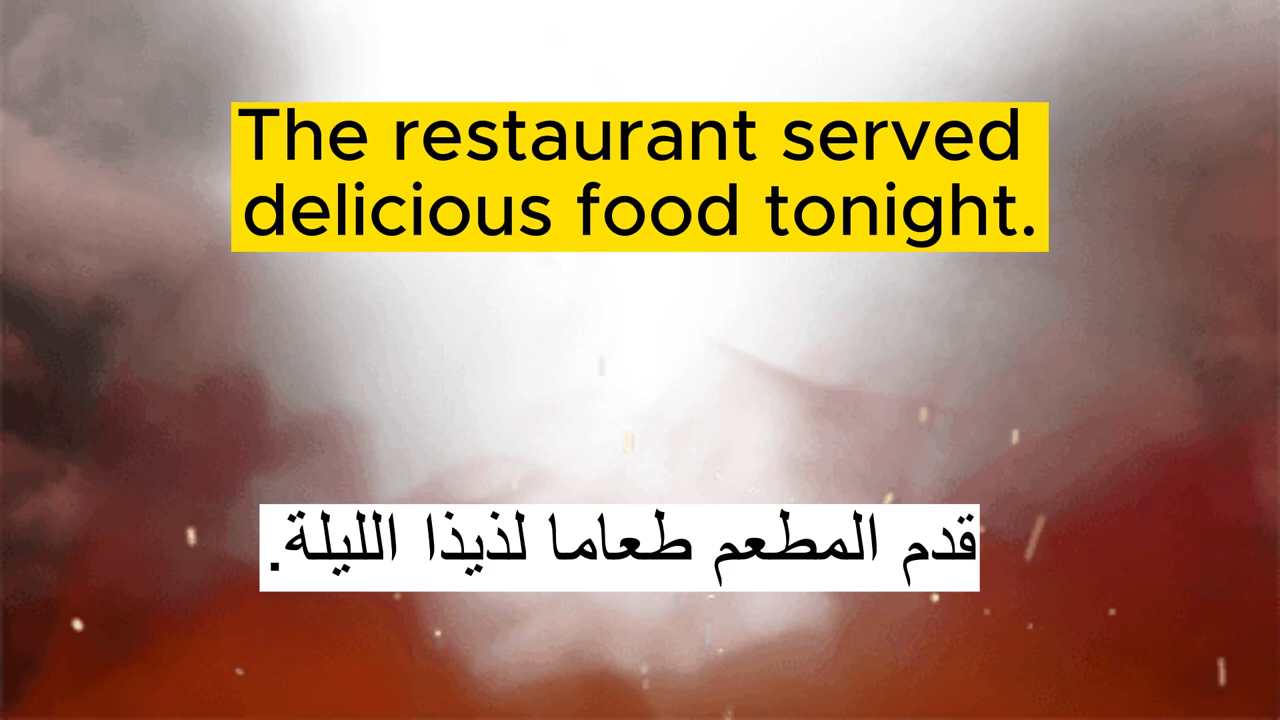 The restaurant served
delicious food tonight.
قدم المطعم طعاما لذيذا الليلة.